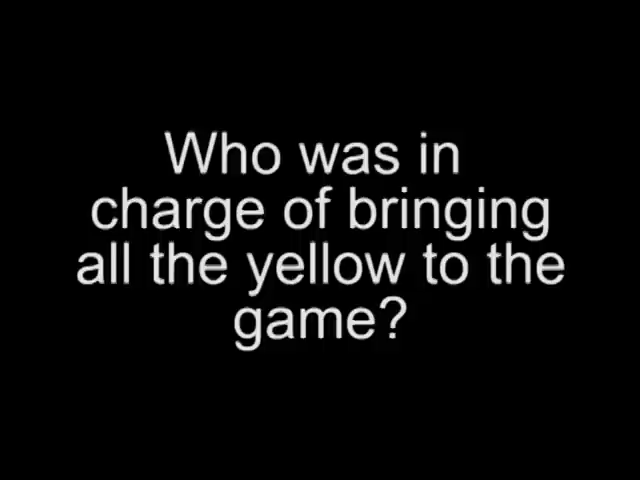 Who was in
charge of bringing
all the yellow to the
game?